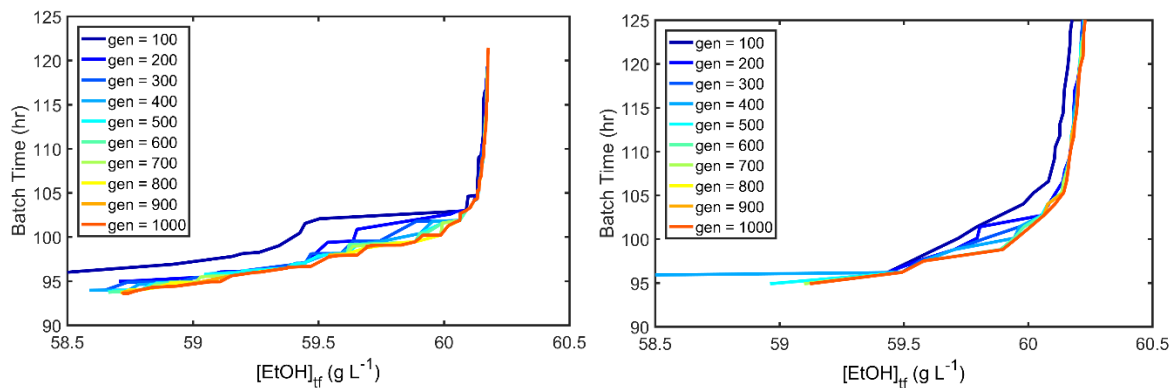 125
120
115
110
105
100
95
90
Batch Time (hr)
gen = 100
gen = 200
gen = 300
gen = 400
gen = 500
gen = 600
gen = 700
gen = 800
gen = 900
gen = 1000
58.5 59 59.5 60 60.5
[EtOH]tf (g L-1)
125
120
115
110
105
100
95
90
Batch Time (hr)
gen = 100
gen = 200
gen = 300
gen = 400
gen = 500
gen = 600
gen = 700
gen = 800
gen = 900
gen = 1000
58.5 59 59.5 60 60.5
[EtOH]tf (g L-1)